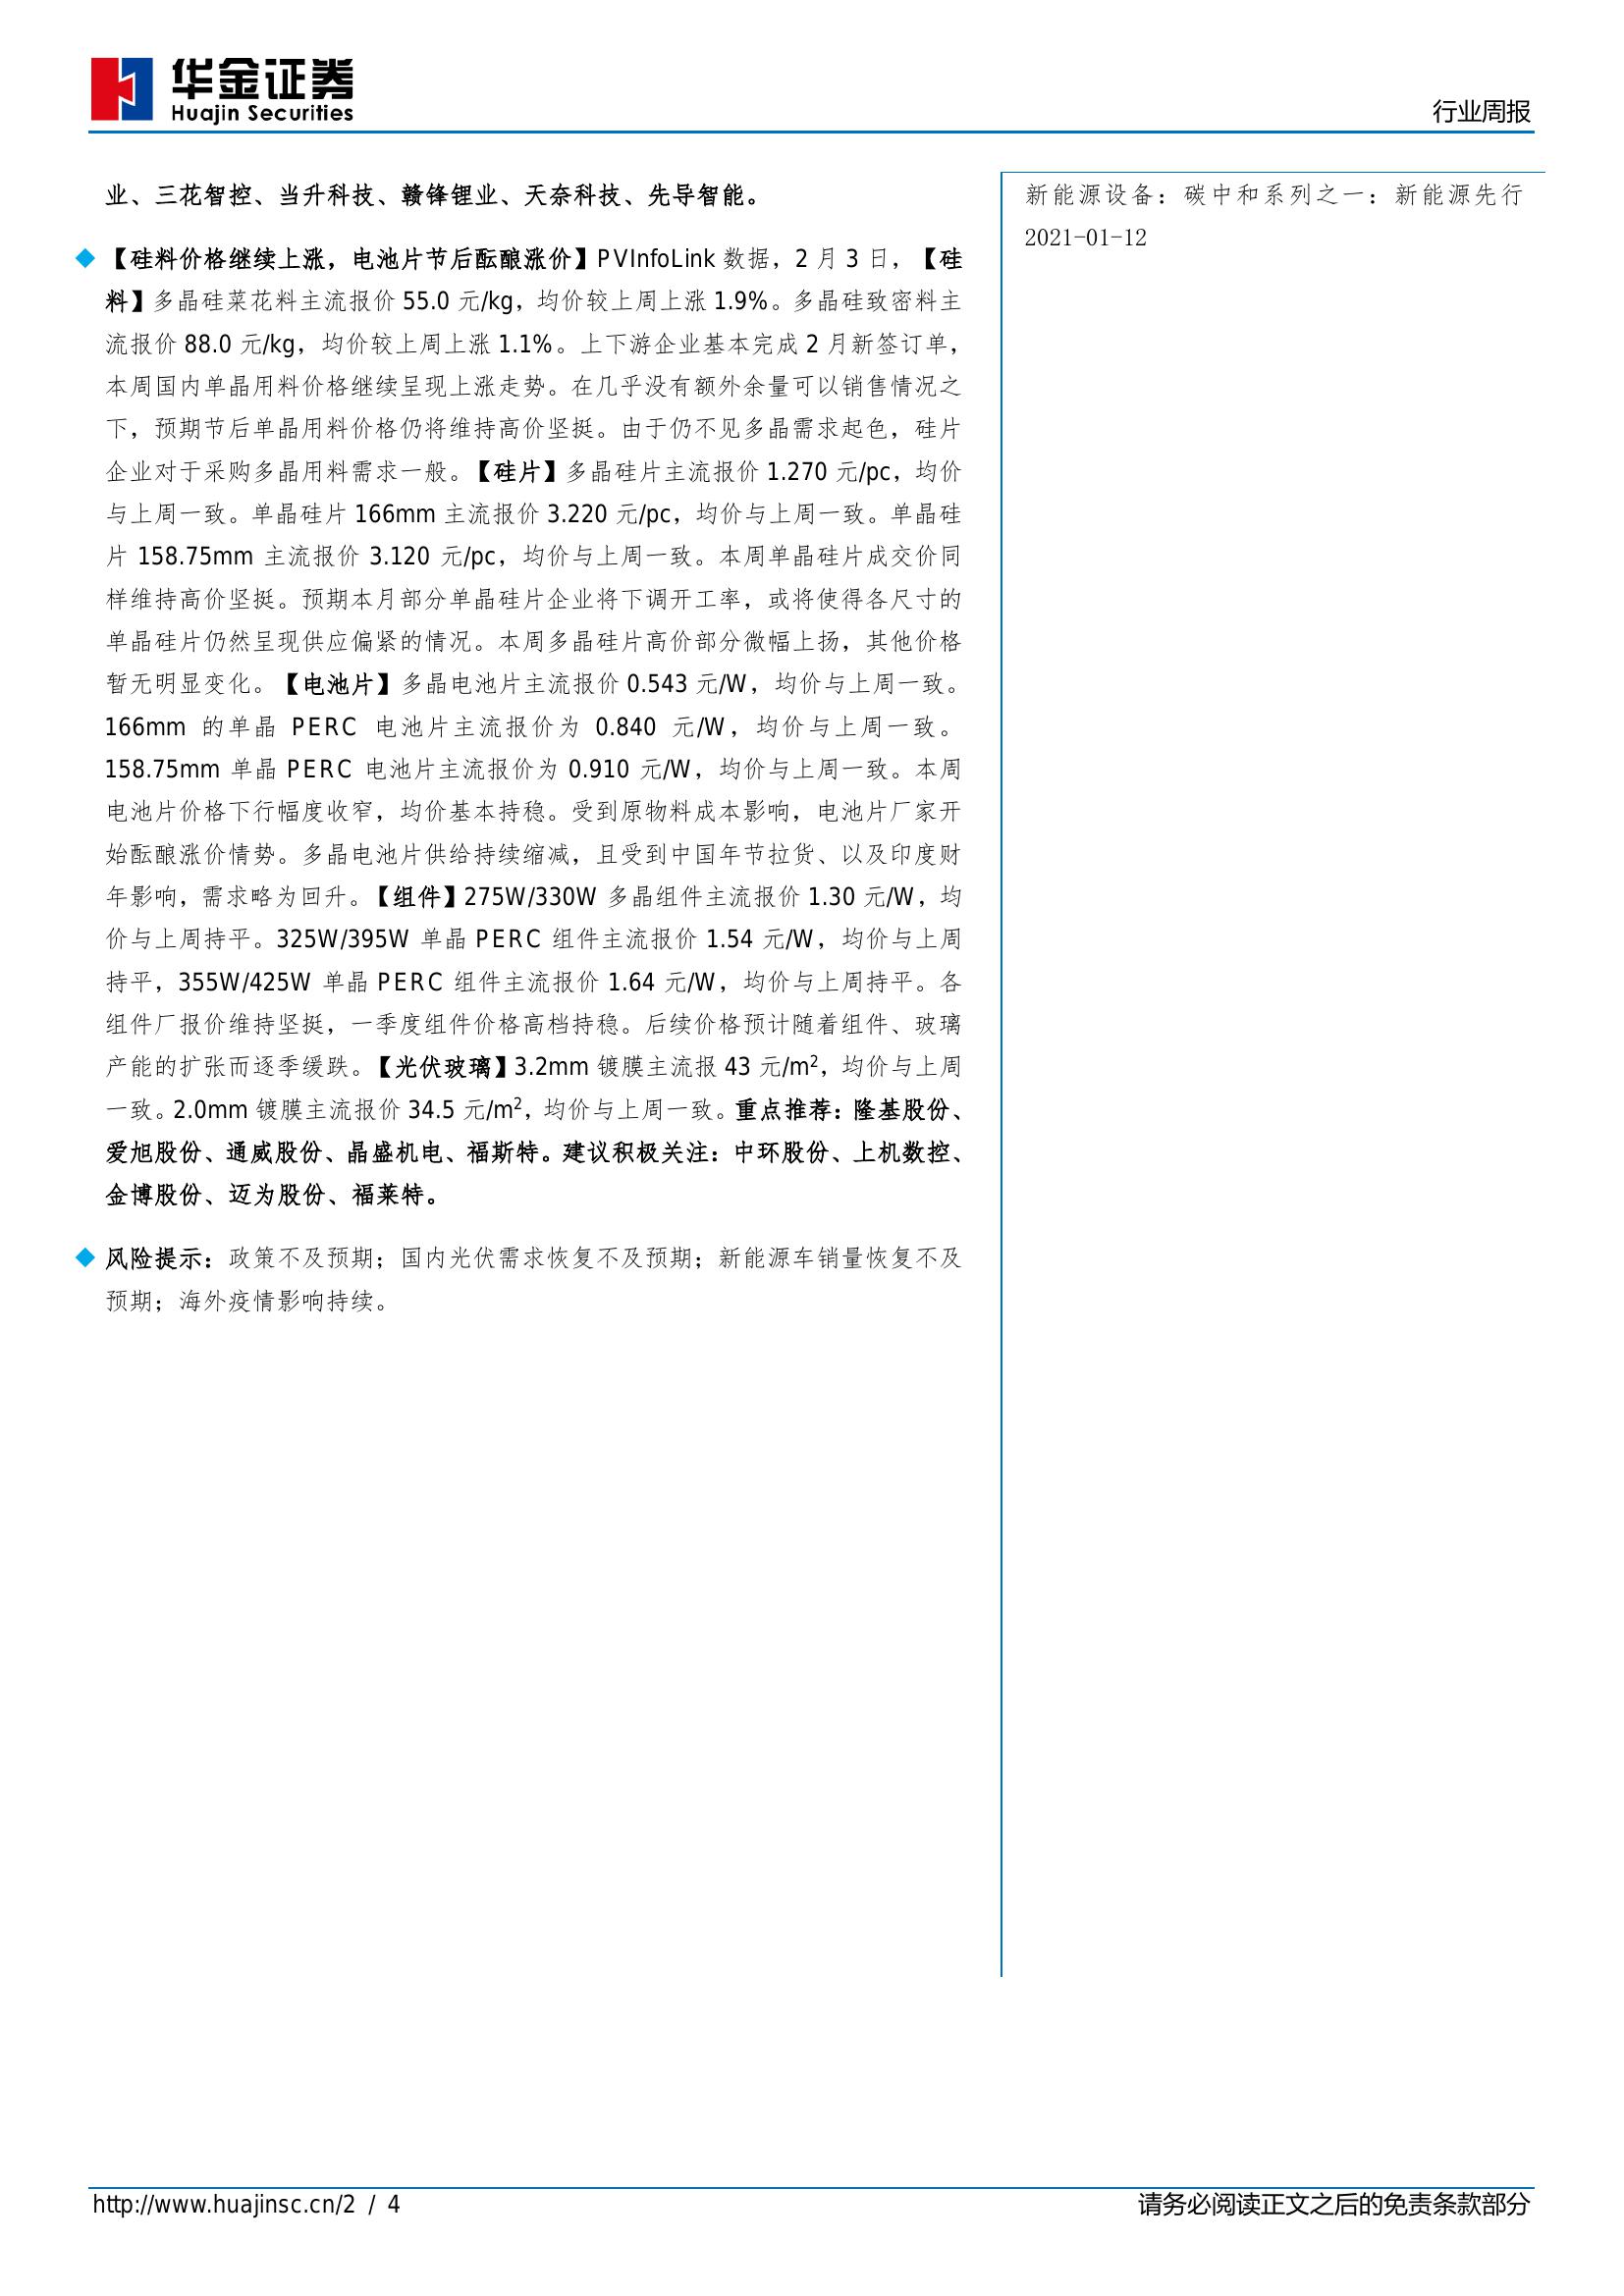 华金证券
Huajin Securities
行业周报
业、三花智控、当升科技、赣锋锂业、天奈科技、先导智能。
【硅料价格继续上涨，电池片节后酝酿涨价】PVInfoLink 数据，2 月 3 日，【硅
料】多晶硅菜花料主流报价 55.0 元/kg，均价较上周上涨 1.9%。多晶硅致密料主
流报价 88.0 元/kg，均价较上周上涨 1.1%。上下游企业基本完成 2 月新签订单，
本周国内单晶用料价格继续呈现上涨走势。在几乎没有额外余量可以销售情况之
下，预期节后单晶用料价格仍将维持高价坚挺。由于仍不见多晶需求起色，硅片
企业对于采购多晶用料需求一般。【硅片】多晶硅片主流报价 1.270 元/pc，均价
与上周一致。单晶硅片 166mm 主流报价 3.220 元/pc，均价与上周一致。单晶硅
片 158.75mm 主流报价 3.120 元/pc，均价与上周一致。本周单晶硅片成交价同
样维持高价坚挺。预期本月部分单晶硅片企业将下调开工率，或将使得各尺寸的
单晶硅片仍然呈现供应偏紧的情况。本周多晶硅片高价部分微幅上扬，其他价格
暂无明显变化。【电池片】多晶电池片主流报价 0.543 元/W，均价与上周一致。
166mm 的单晶 PERC 电池片主流报价为 0.840 元/W，均价与上周一致。
158.75mm 单晶 PERC 电池片主流报价为 0.910 元/W，均价与上周一致。本周
电池片价格下行幅度收窄，均价基本持稳。受到原物料成本影响，电池片厂家开
始酝酿涨价情势。多晶电池片供给持续缩减，且受到中国年节拉货、以及印度财
年影响，需求略为回升。【组件】275W/330W 多晶组件主流报价 1.30 元/W，均
价与上周持平。325W/395W 单晶 PERC 组件主流报价 1.54 元/W，均价与上周
持平，355W/425W 单晶 PERC 组件主流报价 1.64 元/W，均价与上周持平。各
组件厂报价维持坚挺，一季度组件价格高档持稳。后续价格预计随着组件、玻璃
产能的扩张而逐季缓跌。【光伏玻璃】3.2mm 镀膜主流报 43 元/m²，均价与上周
一致。2.0mm 镀膜主流报价 34.5 元/m²，均价与上周一致。重点推荐：隆基股份、
爱旭股份、通威股份、晶盛机电、福斯特。建议积极关注：中环股份、上机数控、
金博股份、迈为股份、福莱特。
风险提示：政策不及预期；国内光伏需求恢复不及预期；新能源车销量恢复不及
预期；海外疫情影响持续。
新能源设备：碳中和系列之一：新能源先行
2021-01-12
http://www.huajinsc.cn/2 / 4
请务必阅读正文之后的免责条款部分